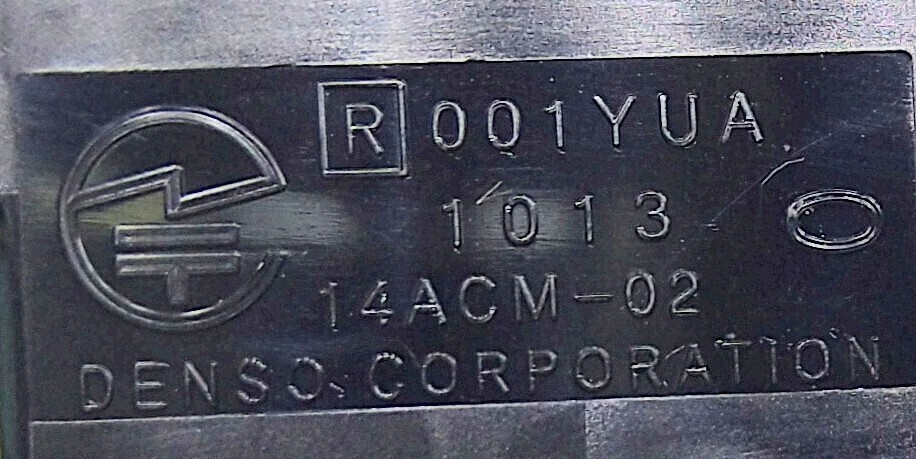 R 001YUA
1013
14ACM-02
DENSO CORPORATION